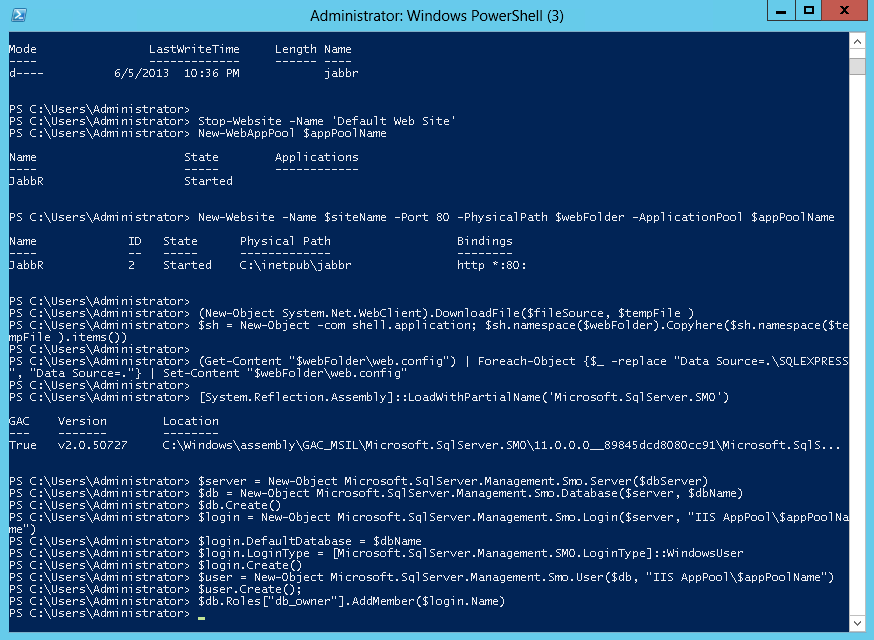 Administrator: Windows PowerShell (3)
Mode LastWriteTime Length Name
---- ------------- ------ ----
d---- 6/5/2013 10:36 PM jabbr
PS C:\Users\Administrator>
PS C:\Users\Administrator> Stop-Website -Name 'Default Web Site'
PS C:\Users\Administrator> New-WebAppPool $appPoolName
Name State Applications
---- ----- ------------
JabbR Started
PS C:\Users\Administrator> New-Website -Name $siteName -Port 80 -PhysicalPath $webFolder -ApplicationPool $appPoolName
Name ID State Physical Path Bindings
---- -- ----- ------------- --------
JabbR 2 Started C:\inetpub\jabbr http *:80:
PS C:\Users\Administrator>
PS C:\Users\Administrator> (New-Object System.Net.WebClient).DownloadFile($fileSource, $tempFile )
PS C:\Users\Administrator> $sh = New-Object -com shell.application; $sh.namespace($webFolder).Copyhere($sh.namespace($te
mpFile ).items())
PS C:\Users\Administrator>
PS C:\Users\Administrator> (Get-Content "$webFolder\web.config") | Foreach-Object {$_ -replace "Data Source=.\SQLEXPRESS
", "Data Source=."} | Set-Content "$webFolder\web.config"
PS C:\Users\Administrator>
PS C:\Users\Administrator> [System.Reflection.Assembly]::LoadWithPartialName('Microsoft.SqlServer.SMO')
GAC Version Location
--- ------- --------
True v2.0.50727 C:\Windows\assembly\GAC_MSIL\Microsoft.SqlServer.SMO\11.0.0.0__89845dcd8080cc91\Microsoft.SqlS...
PS C:\Users\Administrator> $server = New-Object Microsoft.SqlServer.Management.Smo.Server($dbServer)
PS C:\Users\Administrator> $db = New-Object Microsoft.SqlServer.Management.Smo.Database($server, $dbName)
PS C:\Users\Administrator> $db.Create()
PS C:\Users\Administrator> $login = New-Object Microsoft.SqlServer.Management.Smo.Login($server, "IIS AppPool\$appPoolNa
me")
PS C:\Users\Administrator> $login.DefaultDatabase = $dbName
PS C:\Users\Administrator> $login.LoginType = [Microsoft.SqlServer.Management.SMO.LoginType]::WindowsUser
PS C:\Users\Administrator> $login.Create()
PS C:\Users\Administrator> $user = New-Object Microsoft.SqlServer.Management.Smo.User($db, "IIS AppPool\$appPoolName")
PS C:\Users\Administrator> $user.Create();
PS C:\Users\Administrator> $db.Roles["db_owner"].AddMember($login.Name)
PS C:\Users\Administrator>